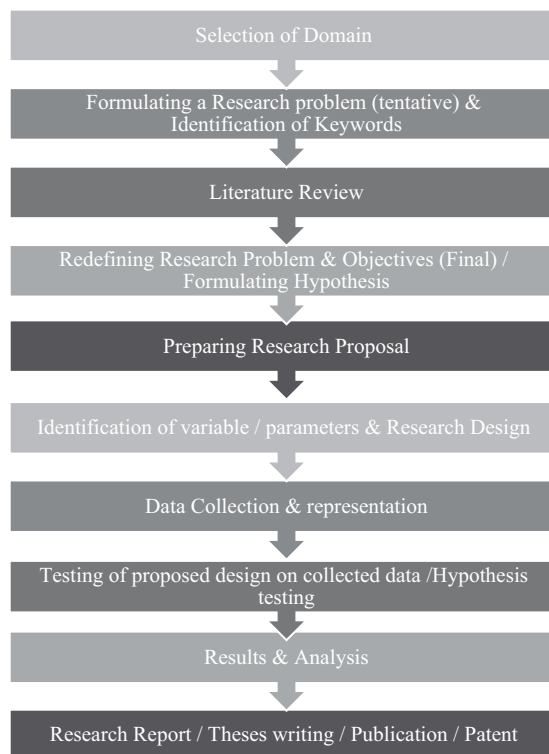 Selection of Domain
Formulating a Research problem (tentative) &
Identification of Keywords
Literature Review
Redefining Research Problem & Objectives (Final) /
Formulating Hypothesis
Preparing Research Proposal
Identification of variable / parameters & Research Design
Data Collection & representation
Testing of proposed design on collected data /Hypothesis
testing
Results & Analysis
Research Report / Theses writing / Publication / Patent